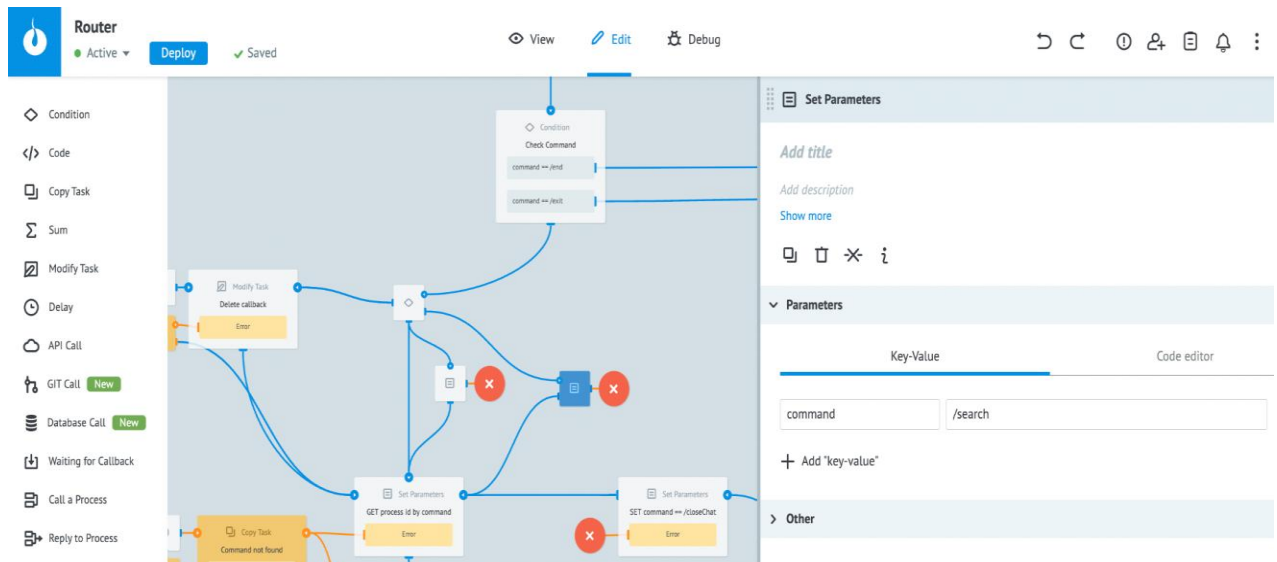 Router
Active
Deploy
Saved
View
Edit
Debug
Condition
Code
Copy Task
Sum
Modify Task
Delay
API Call
GIT Call New
Database Call New
Waiting for Callback
Call a Process
Reply to Process
Condition
Check Command
command == /end
command == /exit
Modify Task
Delete callback
Error
Set Parameters
GET process id by command
Error
Copy Task
Command not found
Set Parameters
SET command == /closeChat
Error
Set Parameters
Add title
Add description
Show more
Parameters
Key-Value
Code editor
command
/search
+ Add "key-value"
Other